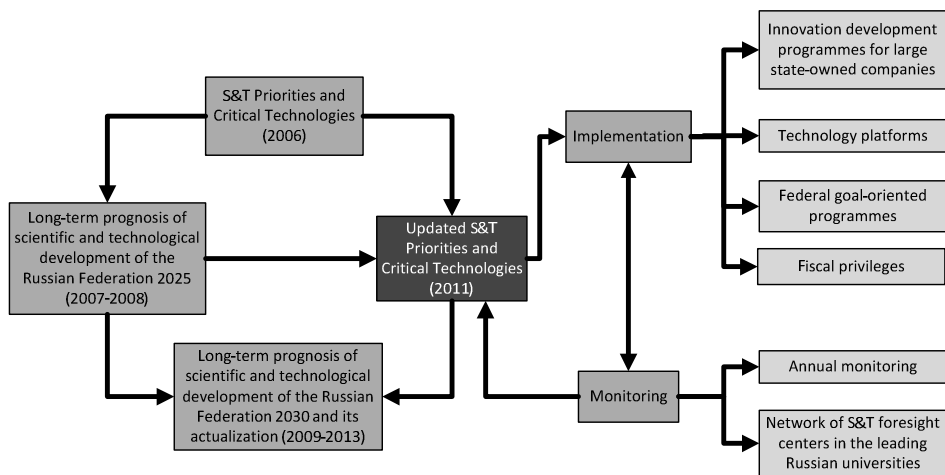 S&T Priorities and
Critical Technologies
(2006)
Long-term prognosis of
scientific and technological
development of the
Russian Federation 2025
(2007-2008)
Updated S&T
Priorities and
Critical Technologies
(2011)
Long-term prognosis of
scientific and technological
development of the Russian
Federation 2030 and its
actualization (2009-2013)
Implementation
Monitoring
Innovation development
programmes for large
state-owned companies
Technology platforms
Federal goal-oriented
programmes
Fiscal privileges
Annual monitoring
Network of S&T foresight
centers in the leading
Russian universities